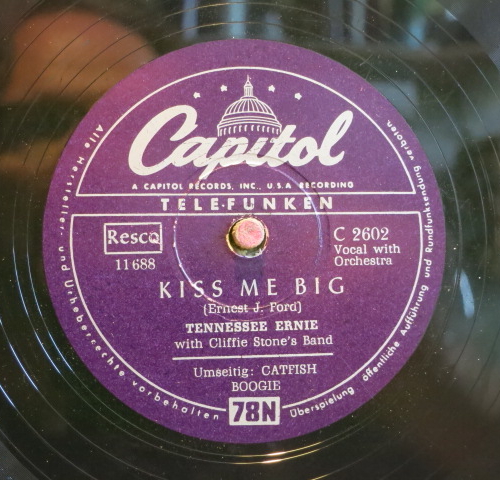 Capitol
A CAPITOL RECORDS, INC., U.S.A. RECORDING
TELEFUNKEN
Resco
11688
C 2602
Vocal with
Orchestra
KISS ME BIG
(Ernest J. Ford)
TENNESSEE ERNIE
with Cliffie Stone's Band
Umseitig: CATFISH
BOOGIE
78N
Alle Hersteller- und Urheberrechte vorbehalten
Überspielung, öffentliche Aufführung und Rundfunksendung verboten